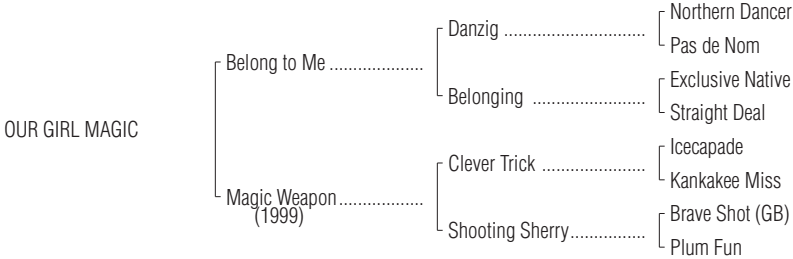 Northern Dancer
Danzig ..............................
Pas de Nom
Belong to Me ....................
Exclusive Native
Belonging ........................
Straight Deal
OUR GIRL MAGIC
Icecapade
Clever Trick ......................
Kankakee Miss
Magic Weapon..................
(1999)
Brave Shot (GB)
Shooting Sherry................
Plum Fun